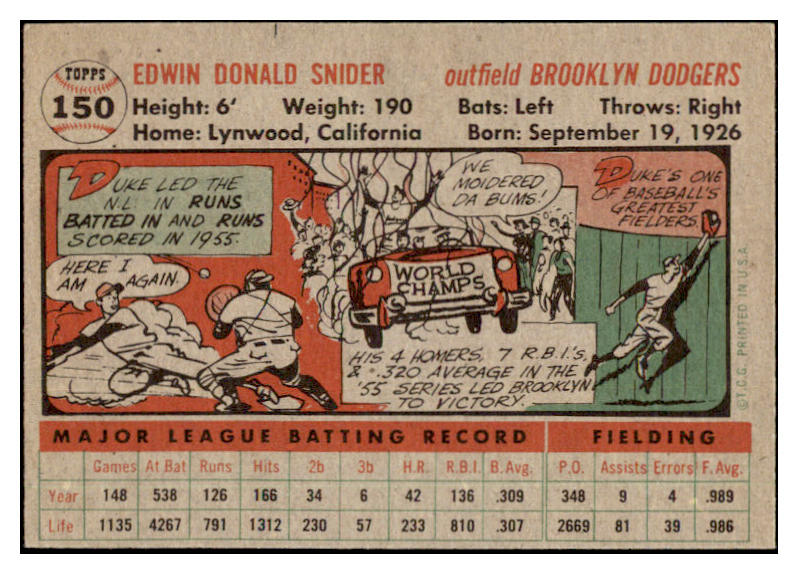 TOPPS
150
EDWIN DONALD SNIDER
outfield BROOKLYN DODGERS
Height: 6' Weight: 190 Bats: Left Throws: Right
Home: Lynwood, California Born: September 19, 1926
DUKE LED THE
N.L. IN RUNS
BATTED IN AND RUNS
SCORED IN 1955.
HERE I
AM AGAIN.
WE
MOIDERED
DA BUMS!
WORLD
CHAMPS
HIS 4 HOMERS, 7 R.B.I.'S,
& .320 AVERAGE IN THE
'55 SERIES LED BROOKLYN
TO VICTORY.
DUKE'S ONE
OF BASEBALL'S
GREATEST
FIELDERS.
©T.C.G. PRINTED IN U.S.A.
MAJOR LEAGUE BATTING RECORD FIELDING
Games At Bat Runs Hits 2b 3b H.R. R.B.I. B.Avg. P.O. Assists Errors F.Avg.
Year 148 538 126 166 34 6 42 136 .309 348 9 4 .989
Life 1135 4267 791 1312 230 57 233 810 .307 2669 81 39 .986